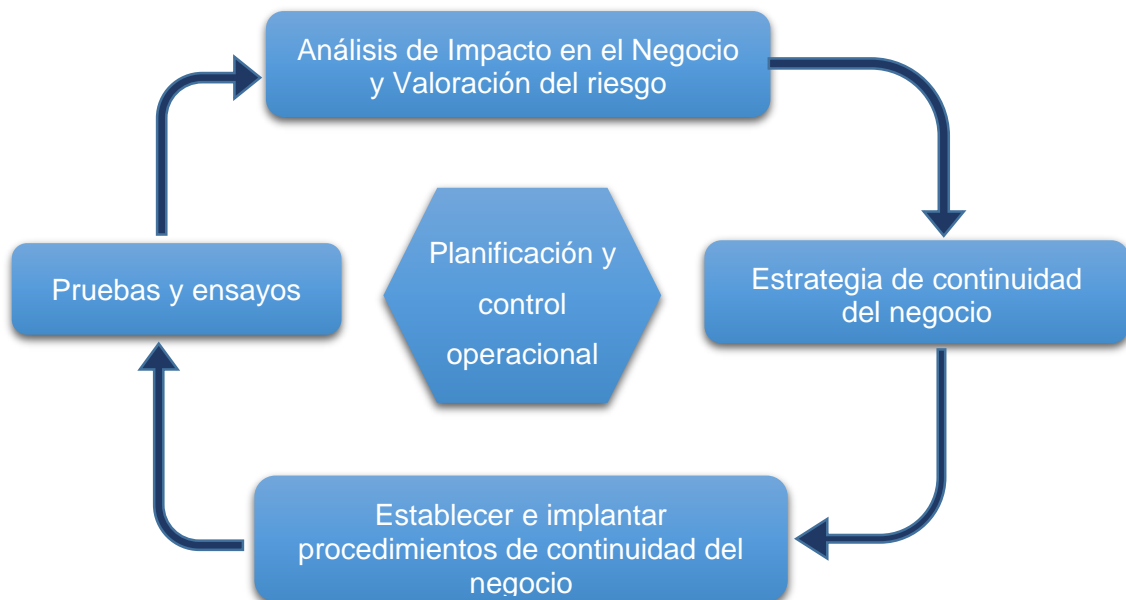 Análisis de Impacto en el Negocio
y Valoración del riesgo
Planificación y
control
operacional
Pruebas y ensayos
Estrategia de continuidad
del negocio
Establecer e implantar
procedimientos de continuidad del
negocio